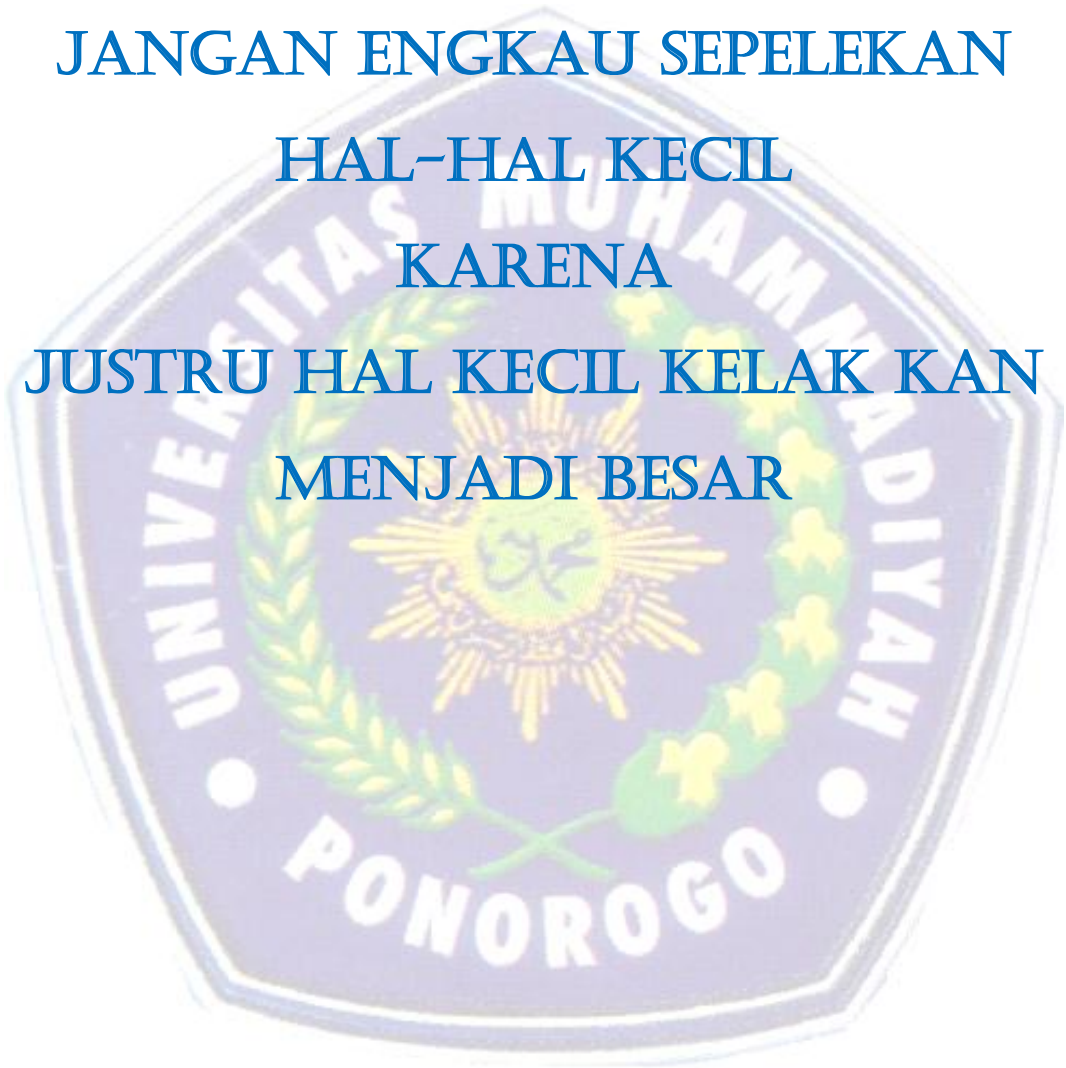 JANGAN ENGKAU SEPELEKAN
HAL-HAL KECIL
KARENA
JUSTRU HAL KECIL KELAK KAN
MENJADI BESAR
UNIVERSITAS MUHAMMADIYAH
PONOROGO